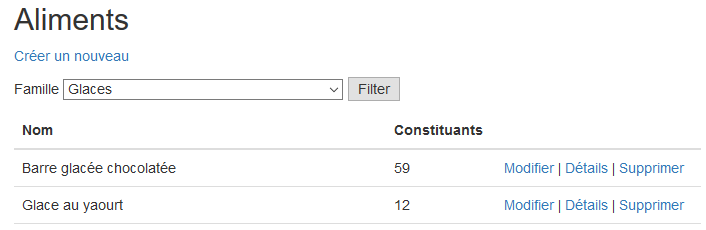 Aliments
Créer un nouveau
Famille Glaces Filter
Nom Constituants
Barre glacée chocolatée 59 Modifier | Détails | Supprimer
Glace au yaourt 12 Modifier | Détails | Supprimer